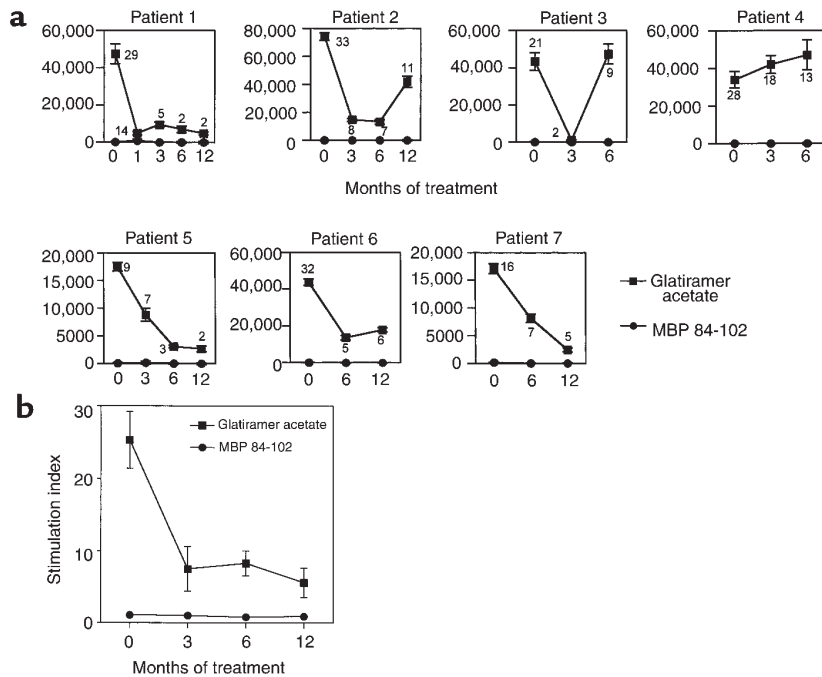 a
Patient 1
60,000
40,000
20,000
0
29
14
5
2
2
0 1 3 6 12
Patient 2
80,000
60,000
40,000
20,000
0
33
8
7
11
0 3 6 12
Patient 3
60,000
40,000
20,000
0
21
2
9
0 3 6
Patient 4
60,000
40,000
20,000
0
28
18
13
0 3 6
Months of treatment
Patient 5
20,000
15,000
10,000
5000
0
9
7
3
2
0 3 6 12
Patient 6
60,000
40,000
20,000
0
32
5
6
0 6 12
Patient 7
20,000
15,000
10,000
5000
0
16
7
5
0 6 12
Glatiramer
acetate
MBP 84-102
b
30
20
10
0
Stimulation index
Glatiramer acetate
MBP 84-102
0 3 6 12
Months of treatment